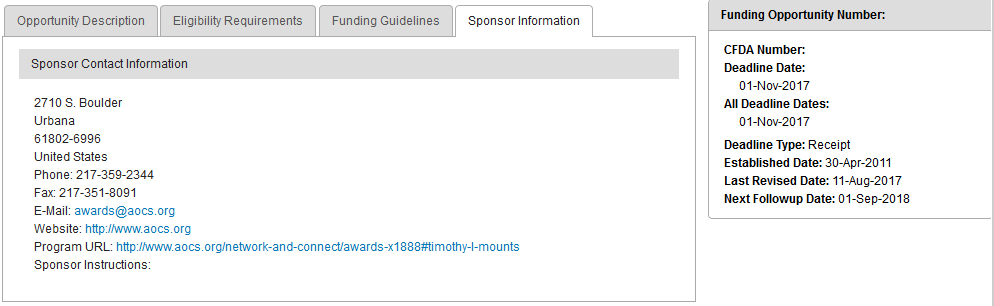 Opportunity Description
Eligibility Requirements
Funding Guidelines
Sponsor Information
Sponsor Contact Information
2710 S. Boulder
Urbana
61802-6996
United States
Phone: 217-359-2344
Fax: 217-351-8091
E-Mail: awards@aocs.org
Website: http://www.aocs.org
Program URL: http://www.aocs.org/network-and-connect/awards-x1888#timothy-l-mounts
Sponsor Instructions:
Funding Opportunity Number:
CFDA Number:
Deadline Date:
01-Nov-2017
All Deadline Dates:
01-Nov-2017
Deadline Type: Receipt
Established Date: 30-Apr-2011
Last Revised Date: 11-Aug-2017
Next Followup Date: 01-Sep-2018